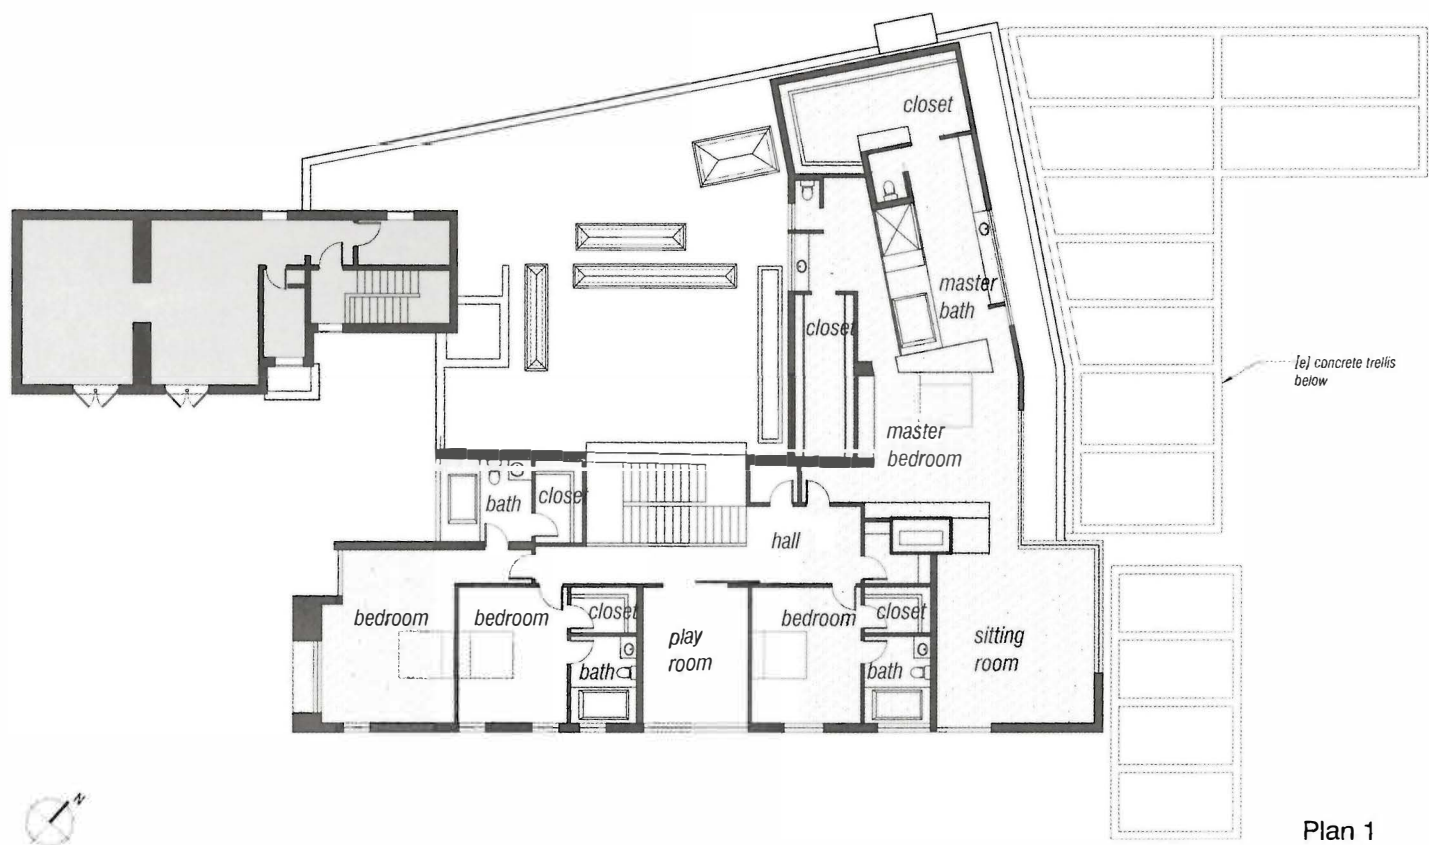 closet
master
bath
closet
[e] concrete trellis
below
master
bedroom
bath
closet
hall
bedroom
bedroom
closet
bath
play
room
bedroom
closet
bath
sitting
room
N
Plan 1